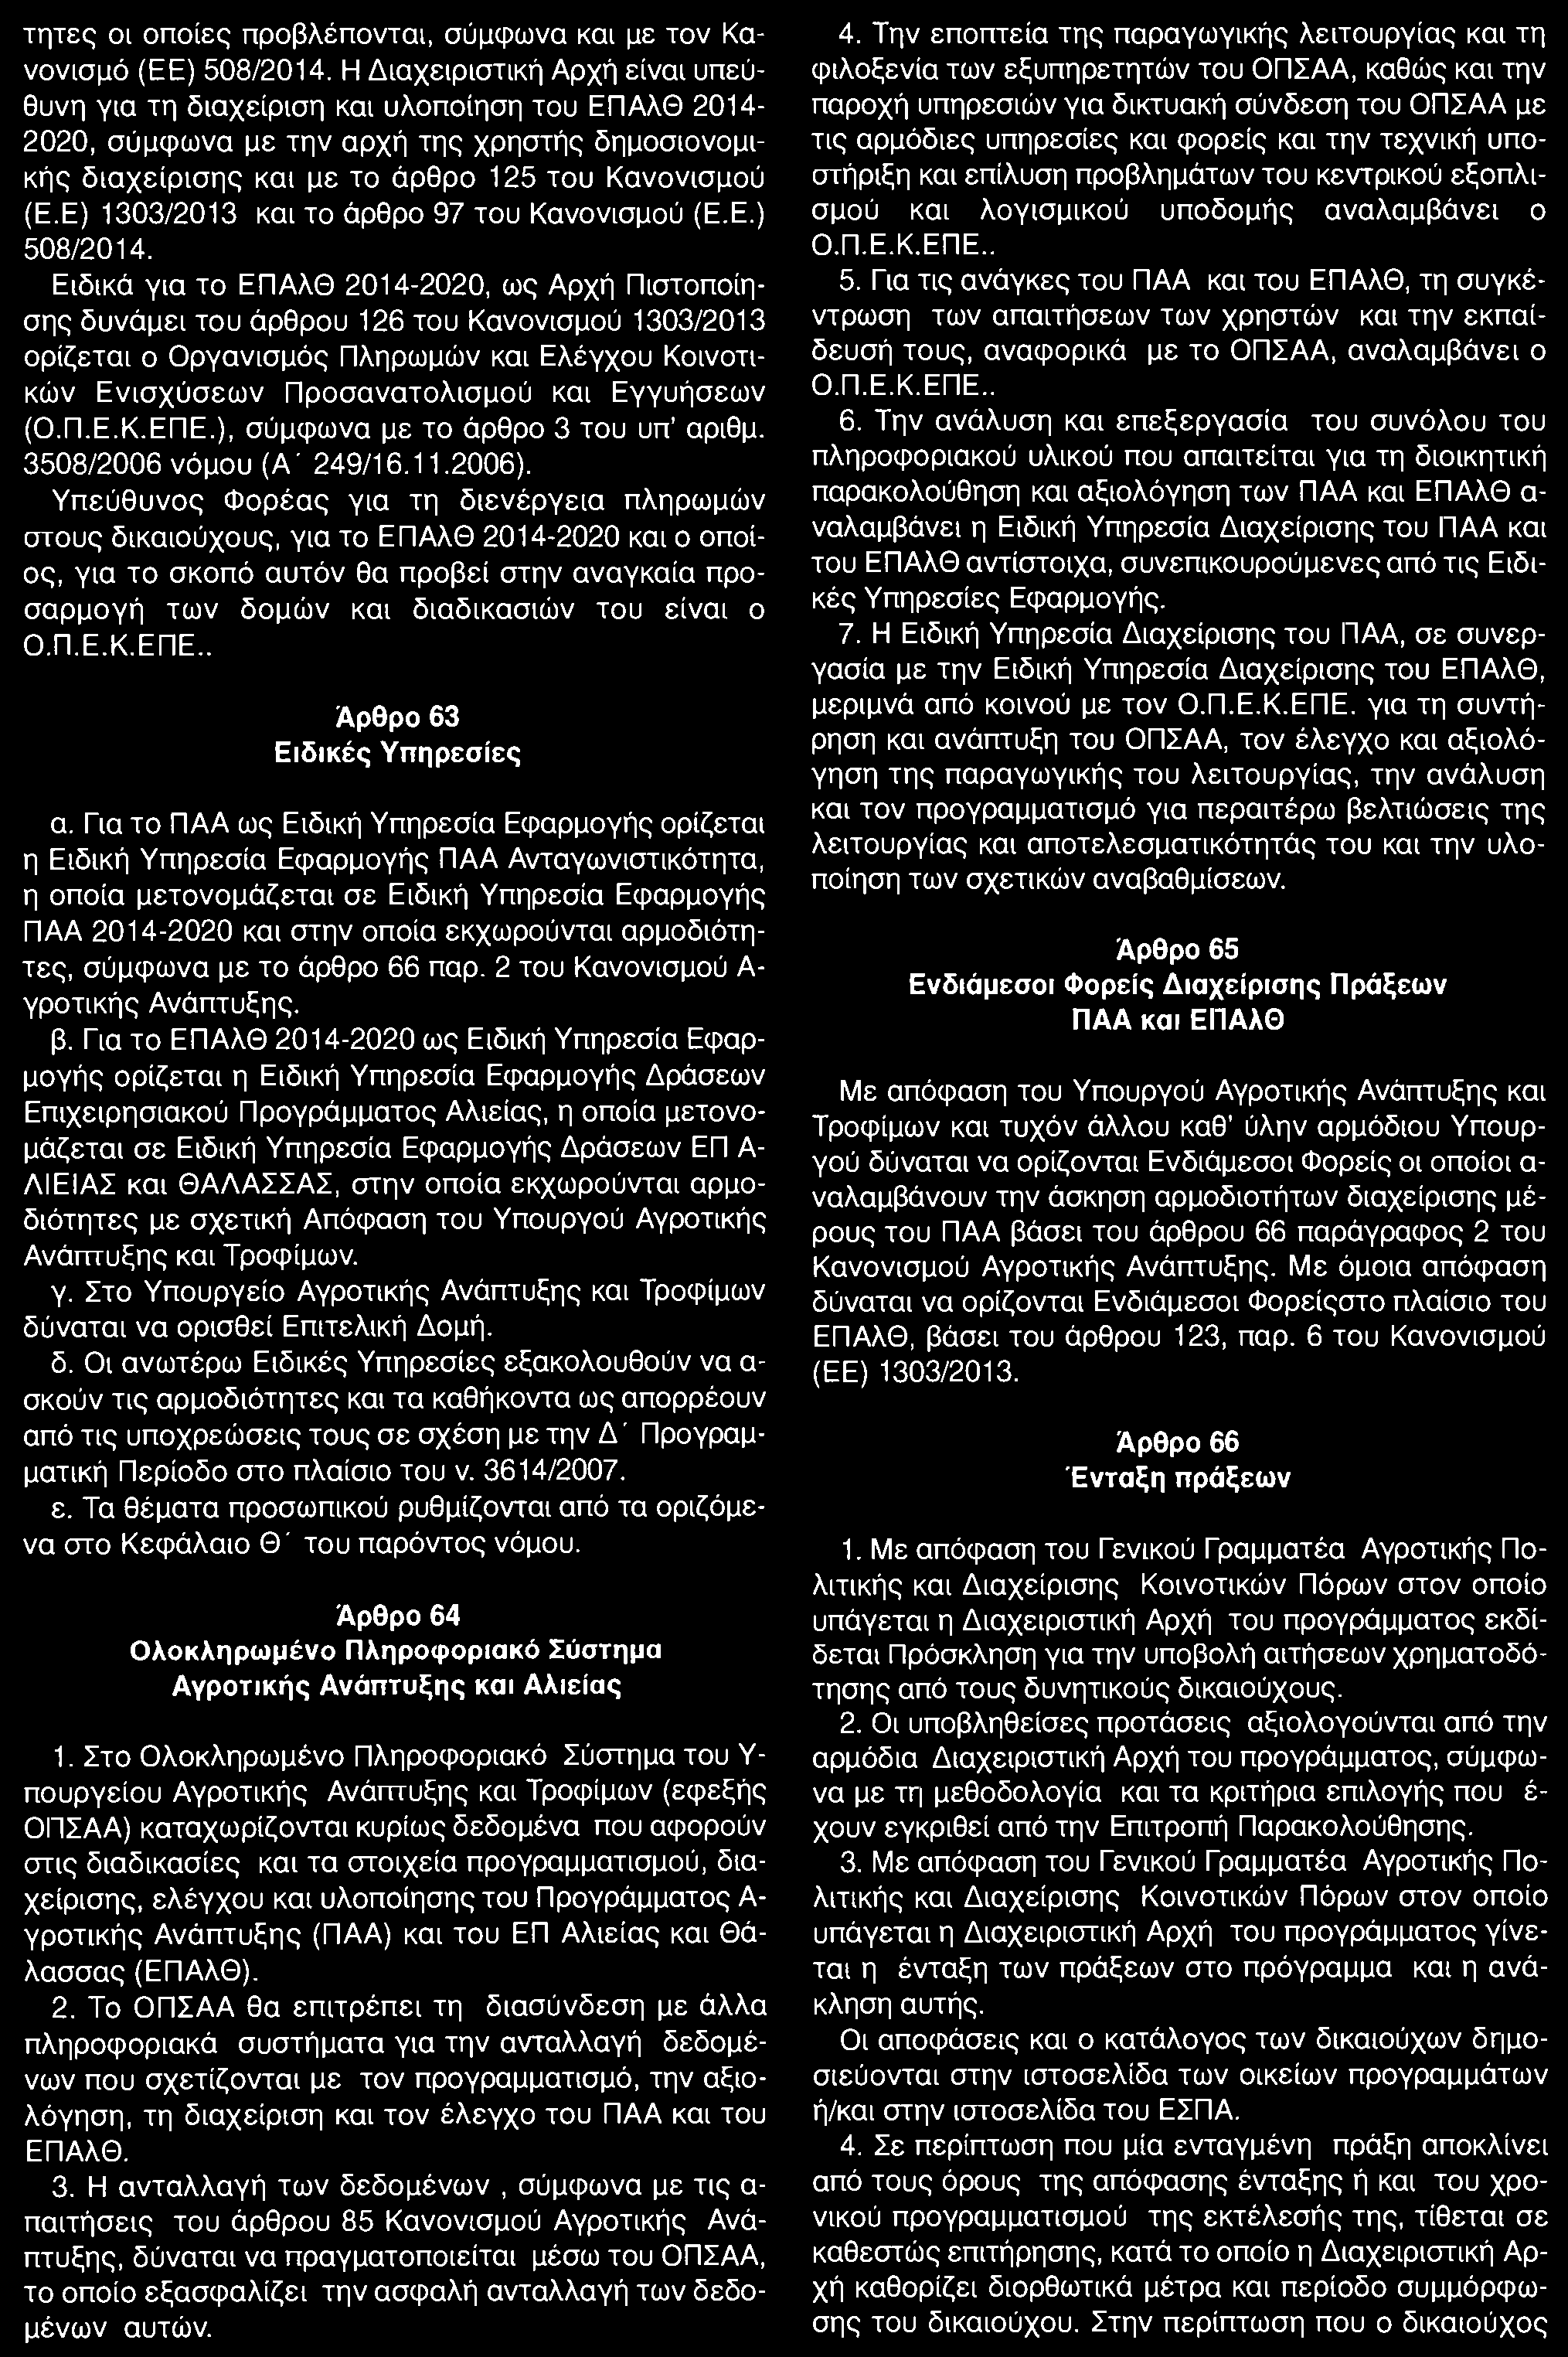 τητες οι οποίες προβλέπονται, σύμφωνα και με τον Κα-
νονισμό (ΕΕ) 508/2014. Η Διαχειριστική Αρχή είναι υπεύ-
θυνη για τη διαχείριση και υλοποίηση του ΕΠΑλΘ 2014-
2020, σύμφωνα με την αρχή της χρηστής δημοσιονομι-
κής διαχείρισης και με το άρθρο 125 του Κανονισμού
(Ε.Ε) 1303/2013 και το άρθρο 97 του Κανονισμού (Ε.Ε.)
508/2014.
Ειδικά για το ΕΠΑλΘ 2014-2020, ως Αρχή Πιστοποίη-
σης δυνάμει του άρθρου 126 του Κανονισμού 1303/2013
ορίζεται ο Οργανισμός Πληρωμών και Ελέγχου Κοινοτι-
κών Ενισχύσεων Προσανατολισμού και Εγγυήσεων
(Ο.Π.Ε.Κ.ΕΠΕ.), σύμφωνα με το άρθρο 3 του υπ' αριθμ.
3508/2006 νόμου (Α΄ 249/16.11.2006).
Υπεύθυνος Φορέας για τη διενέργεια πληρωμών
στους δικαιούχους, για το ΕΠΑλΘ 2014-2020 και ο οποί-
ος, για το σκοπό αυτόν θα προβεί στην αναγκαία προ-
σαρμογή των δομών και διαδικασιών του είναι ο
Ο.Π.Ε.Κ.ΕΠΕ..
Άρθρο 63
Ειδικές Υπηρεσίες
α. Για το ΠΑΑ ως Ειδική Υπηρεσία Εφαρμογής ορίζεται
η Ειδική Υπηρεσία Εφαρμογής ΠΑΑ Ανταγωνιστικότητα,
η οποία μετονομάζεται σε Ειδική Υπηρεσία Εφαρμογής
ΠΑΑ 2014-2020 και στην οποία εκχωρούνται αρμοδιότη-
τες, σύμφωνα με το άρθρο 66 παρ. 2 του Κανονισμού Α-
γροτικής Ανάπτυξης.
β. Για το ΕΠΑλΘ 2014-2020 ως Ειδική Υπηρεσία Εφαρ-
μογής ορίζεται η Ειδική Υπηρεσία Εφαρμογής Δράσεων
Επιχειρησιακού Προγράμματος Αλιείας, η οποία μετονο-
μάζεται σε Ειδική Υπηρεσία Εφαρμογής Δράσεων ΕΠ Α-
ΛΙΕΙΑΣ και ΘΑΛΑΣΣΑΣ, στην οποία εκχωρούνται αρμο-
διότητες με σχετική Απόφαση του Υπουργού Αγροτικής
Ανάπτυξης και Τροφίμων.
γ. Στο Υπουργείο Αγροτικής Ανάπτυξης και Τροφίμων
δύναται να ορισθεί Επιτελική Δομή.
δ. Οι ανωτέρω Ειδικές Υπηρεσίες εξακολουθούν να α-
σκούν τις αρμοδιότητες και τα καθήκοντα ως απορρέουν
από τις υποχρεώσεις τους σε σχέση με την Δ΄ Προγραμ-
ματική Περίοδο στο πλαίσιο του ν. 3614/2007.
ε. Τα θέματα προσωπικού ρυθμίζονται από τα οριζόμε-
να στο Κεφάλαιο Θ΄ του παρόντος νόμου.
Άρθρο 64
Ολοκληρωμένο Πληροφοριακό Σύστημα
Αγροτικής Ανάπτυξης και Αλιείας
1. Στο Ολοκληρωμένο Πληροφοριακό Σύστημα του Υ-
πουργείου Αγροτικής Ανάπτυξης και Τροφίμων (εφεξής
ΟΠΣΑΑ) καταχωρίζονται κυρίως δεδομένα που αφορούν
στις διαδικασίες και τα στοιχεία προγραμματισμού, δια-
χείρισης, ελέγχου και υλοποίησης του Προγράμματος Α-
γροτικής Ανάπτυξης (ΠΑΑ) και του ΕΠ Αλιείας και Θά-
λασσας (ΕΠΑλΘ).
2. Το ΟΠΣΑΑ θα επιτρέπει τη διασύνδεση με άλλα
πληροφοριακά συστήματα για την ανταλλαγή δεδομέ-
νων που σχετίζονται με τον προγραμματισμό, την αξιο-
λόγηση, τη διαχείριση και τον έλεγχο του ΠΑΑ και του
ΕΠΑλΘ.
3. Η ανταλλαγή των δεδομένων , σύμφωνα με τις α-
παιτήσεις του άρθρου 85 Κανονισμού Αγροτικής Ανά-
πτυξης, δύναται να πραγματοποιείται μέσω του ΟΠΣΑΑ,
το οποίο εξασφαλίζει την ασφαλή ανταλλαγή των δεδο-
μένων αυτών.
4. Την εποπτεία της παραγωγικής λειτουργίας και τη
φιλοξενία των εξυπηρετητών του ΟΠΣΑΑ, καθώς και την
παροχή υπηρεσιών για δικτυακή σύνδεση του ΟΠΣΑΑ με
τις αρμόδιες υπηρεσίες και φορείς και την τεχνική υπο-
στήριξη και επίλυση προβλημάτων του κεντρικού εξοπλι-
σμού και λογισμικού υποδομής αναλαμβάνει ο
Ο.Π.Ε.Κ.ΕΠΕ..
5. Για τις ανάγκες του ΠΑΑ και του ΕΠΑλΘ, τη συγκέ-
ντρωση των απαιτήσεων των χρηστών και την εκπαί-
δευσή τους, αναφορικά με το ΟΠΣΑΑ, αναλαμβάνει ο
Ο.Π.Ε.Κ.ΕΠΕ..
6. Την ανάλυση και επεξεργασία του συνόλου του
πληροφοριακού υλικού που απαιτείται για τη διοικητική
παρακολούθηση και αξιολόγηση των ΠΑΑ και ΕΠΑλΘ α-
ναλαμβάνει η Ειδική Υπηρεσία Διαχείρισης του ΠΑΑ και
του ΕΠΑλΘ αντίστοιχα, συνεπικουρούμενες από τις Ειδι-
κές Υπηρεσίες Εφαρμογής.
7. Η Ειδική Υπηρεσία Διαχείρισης του ΠΑΑ, σε συνερ-
γασία με την Ειδική Υπηρεσία Διαχείρισης του ΕΠΑλΘ,
μεριμνά από κοινού με τον Ο.Π.Ε.Κ.ΕΠΕ. για τη συντή-
ρηση και ανάπτυξη του ΟΠΣΑΑ, τον έλεγχο και αξιολό-
γηση της παραγωγικής του λειτουργίας, την ανάλυση
και τον προγραμματισμό για περαιτέρω βελτιώσεις της
λειτουργίας και αποτελεσματικότητάς του και την υλο-
ποίηση των σχετικών αναβαθμίσεων.
Άρθρο 65
Ενδιάμεσοι Φορείς Διαχείρισης Πράξεων
ΠΑΑ και ΕΠΑλΘ
Με απόφαση του Υπουργού Αγροτικής Ανάπτυξης και
Τροφίμων και τυχόν άλλου καθ' ύλην αρμόδιου Υπουρ-
γού δύναται να ορίζονται Ενδιάμεσοι Φορείς οι οποίοι α-
ναλαμβάνουν την άσκηση αρμοδιοτήτων διαχείρισης μέ-
ρους του ΠΑΑ βάσει του άρθρου 66 παράγραφος 2 του
Κανονισμού Αγροτικής Ανάπτυξης. Με όμοια απόφαση
δύναται να ορίζονται Ενδιάμεσοι Φορείςστο πλαίσιο του
ΕΠΑλΘ, βάσει του άρθρου 123, παρ. 6 του Κανονισμού
(ΕΕ) 1303/2013.
Άρθρο 66
Ένταξη πράξεων
1. Με απόφαση του Γενικού Γραμματέα Αγροτικής Πο-
λιτικής και Διαχείρισης Κοινοτικών Πόρων στον οποίο
υπάγεται η Διαχειριστική Αρχή του προγράμματος εκδί-
δεται Πρόσκληση για την υποβολή αιτήσεων χρηματοδό-
τησης από τους δυνητικούς δικαιούχους.
2. Οι υποβληθείσες προτάσεις αξιολογούνται από την
αρμόδια Διαχειριστική Αρχή του προγράμματος, σύμφω-
να με τη μεθοδολογία και τα κριτήρια επιλογής που έ-
χουν εγκριθεί από την Επιτροπή Παρακολούθησης.
3. Με απόφαση του Γενικού Γραμματέα Αγροτικής Πο-
λιτικής και Διαχείρισης Κοινοτικών Πόρων στον οποίο
υπάγεται η Διαχειριστική Αρχή του προγράμματος γίνε-
ται η ένταξη των πράξεων στο πρόγραμμα και η ανά-
κληση αυτής.
Οι αποφάσεις και ο κατάλογος των δικαιούχων δημο-
σιεύονται στην ιστοσελίδα των οικείων προγραμμάτων
ή/και στην ιστοσελίδα του ΕΣΠΑ.
4. Σε περίπτωση που μία ενταγμένη πράξη αποκλίνει
από τους όρους της απόφασης ένταξης ή και του χρο-
νικού προγραμματισμού της εκτέλεσής της, τίθεται σε
καθεστώς επιτήρησης, κατά το οποίο η Διαχειριστική Αρ-
χή καθορίζει διορθωτικά μέτρα και περίοδο συμμόρφω-
σης του δικαιούχου. Στην περίπτωση που ο δικαιούχος